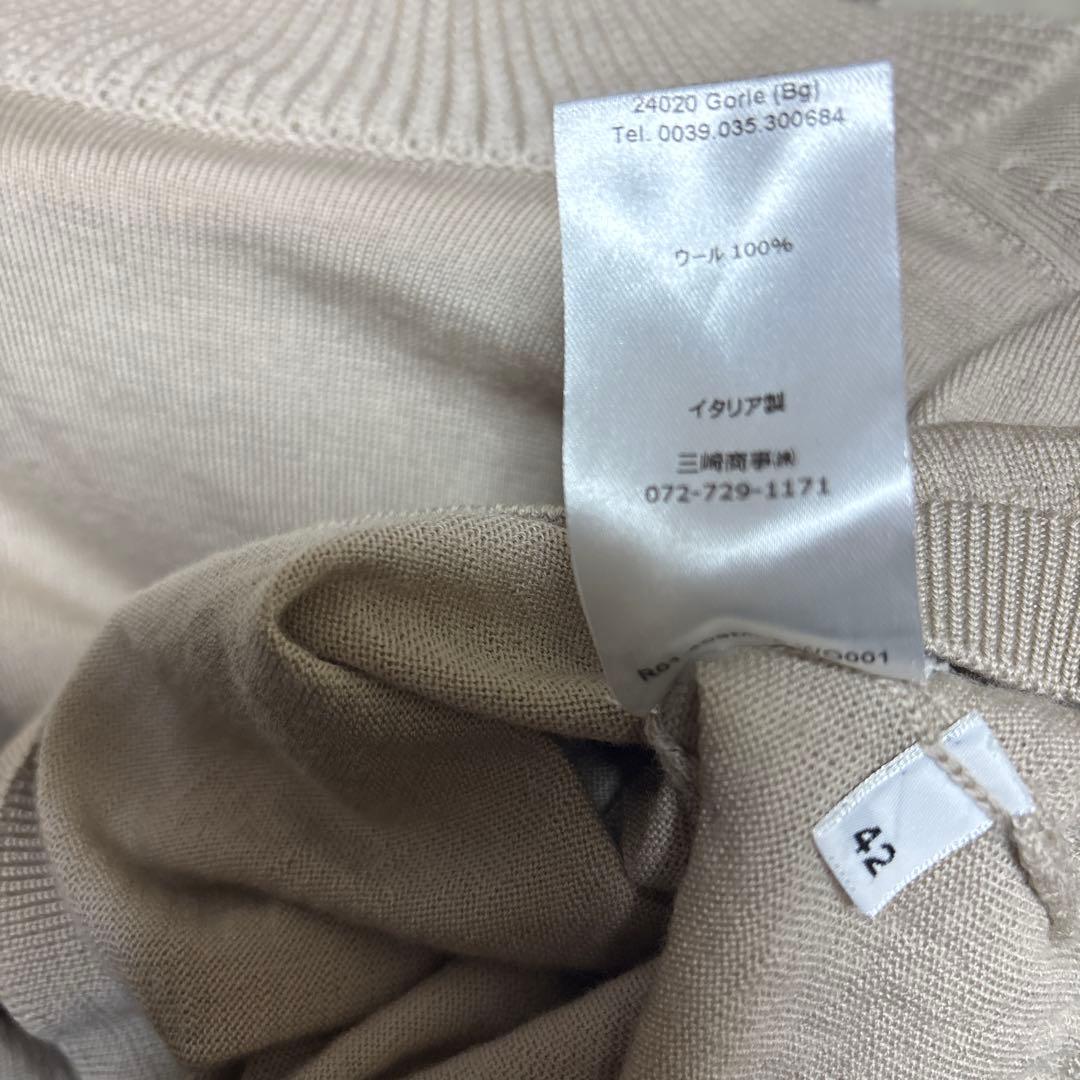 24020 Gorle (Bg)
Tel. 0039.035.300684
ウール 100%
イタリア製
三崎商事㈱
072-729-1171
42